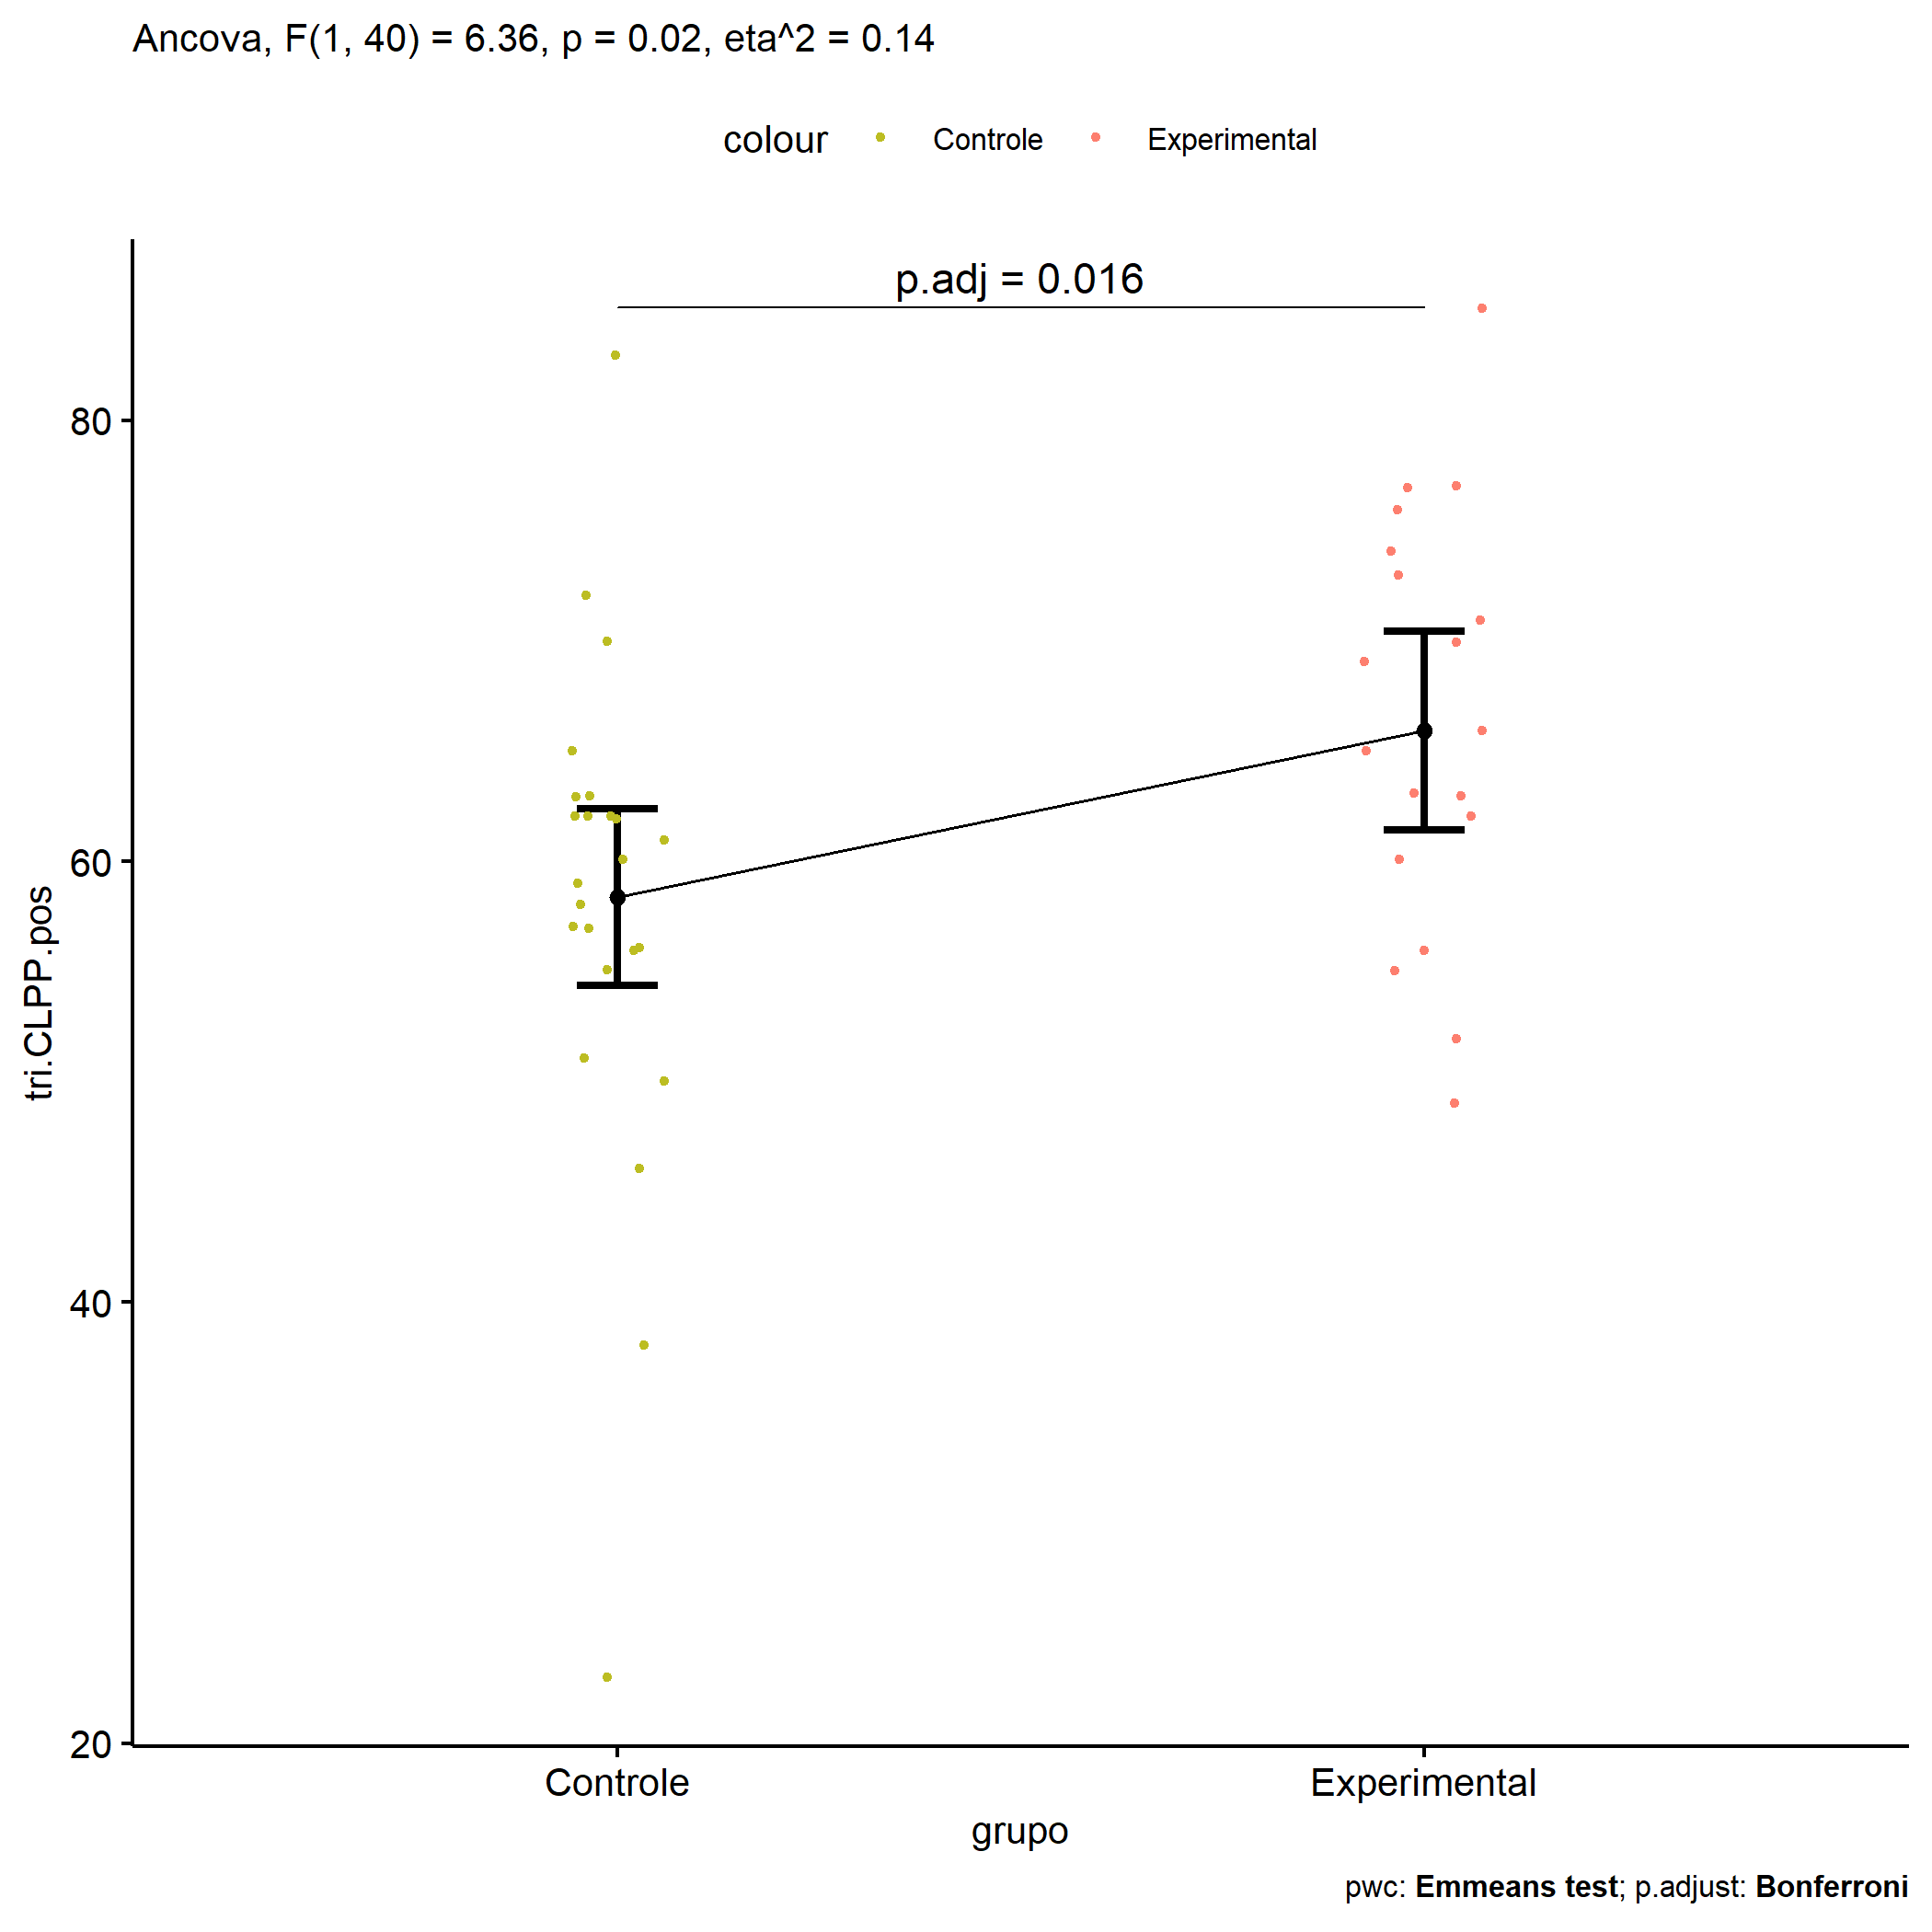 Ancova, F(1, 40) = 6.36, p = 0.02, eta^2 = 0.14
colour Controle Experimental
p.adj = 0.016
80
60
40
20
tri.CLPP.pos
Controle Experimental
grupo
pwc: Emmeans test; p.adjust: Bonferroni